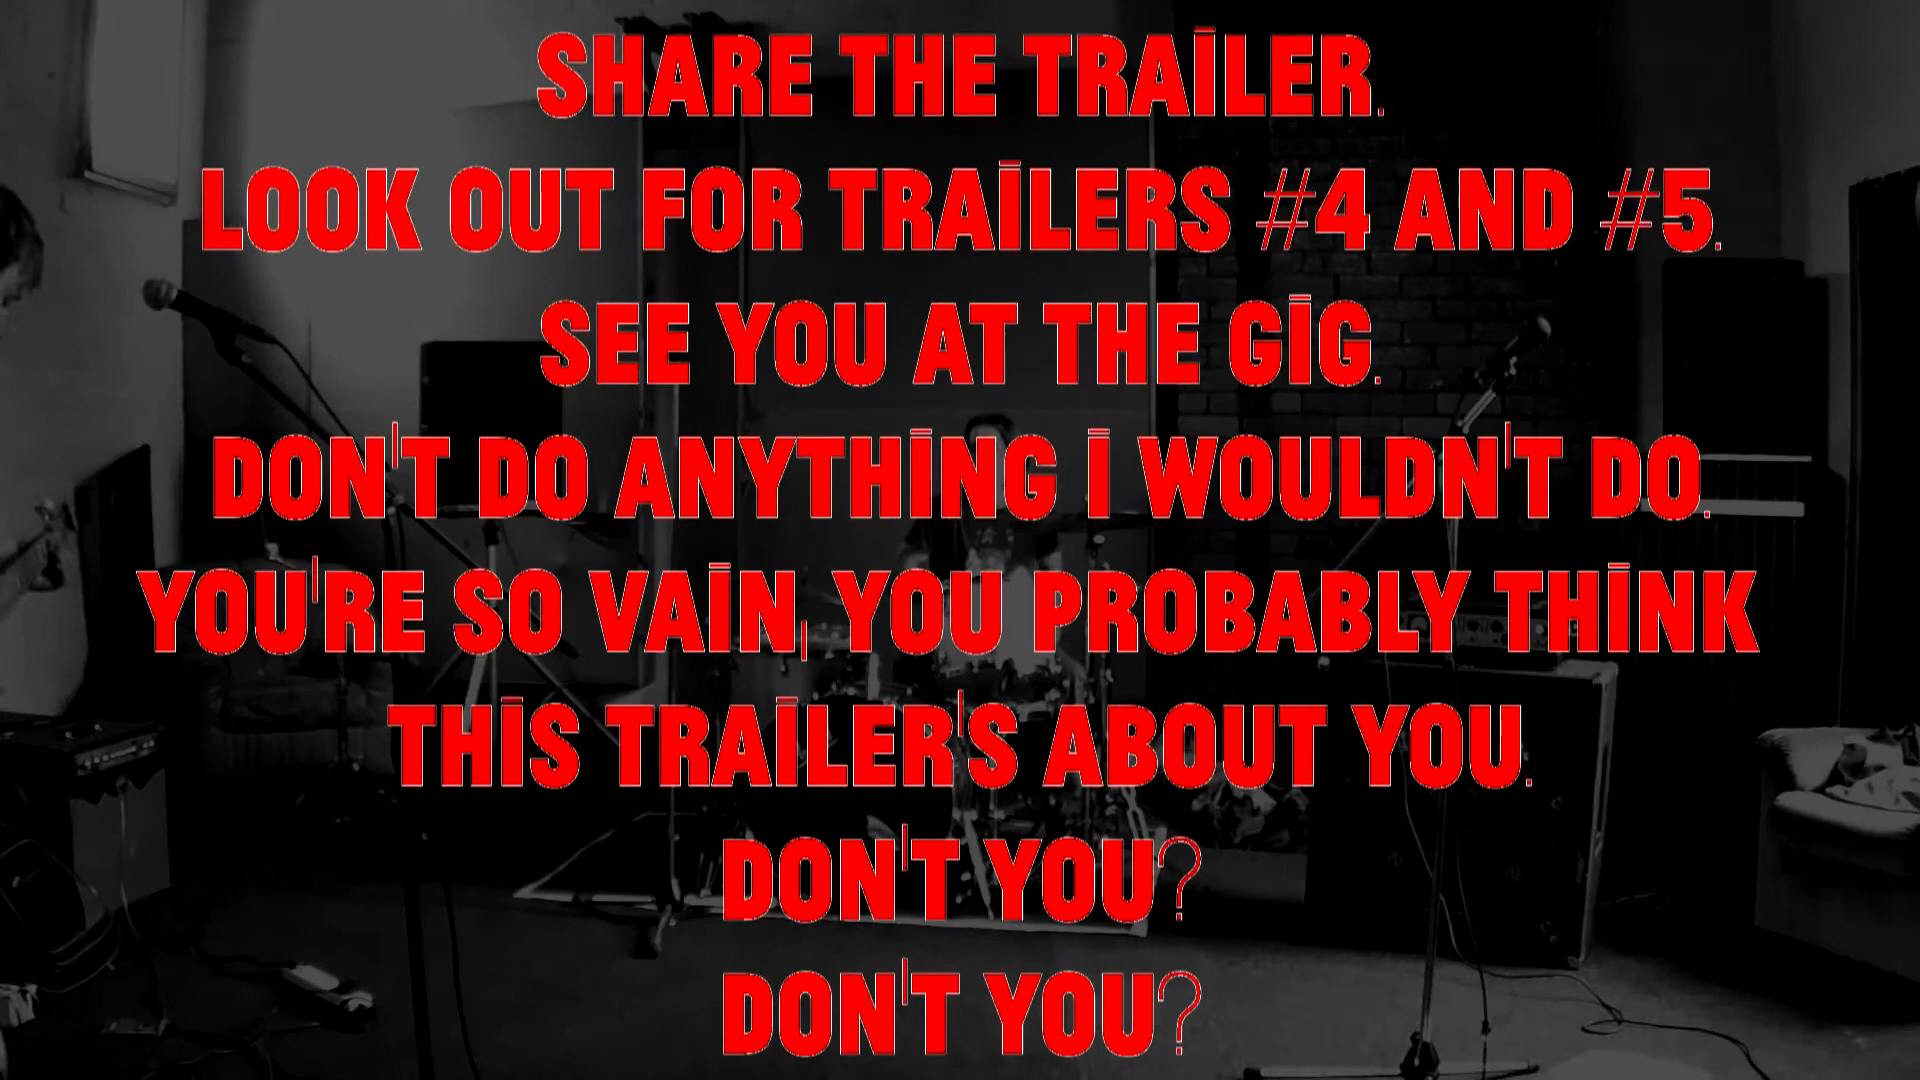 SHARE THE TRAILER.
LOOK OUT FOR TRAILERS #4 AND #5.
SEE YOU AT THE GIG.
DON'T DO ANYTHING I WOULDN'T DO.
YOU'RE SO VAIN, YOU PROBABLY THINK
THIS TRAILER'S ABOUT YOU.
DON'T YOU?
DON'T YOU?